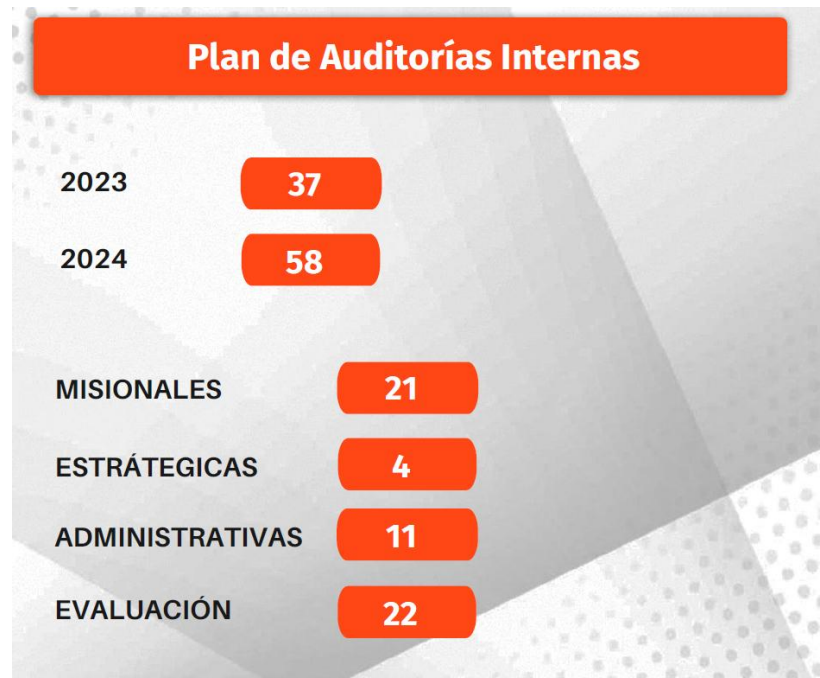 Plan de Auditorías Internas
2023 37
2024 58
MISIONALES 21
ESTRÁTEGICAS 4
ADMINISTRATIVAS 11
EVALUACIÓN 22